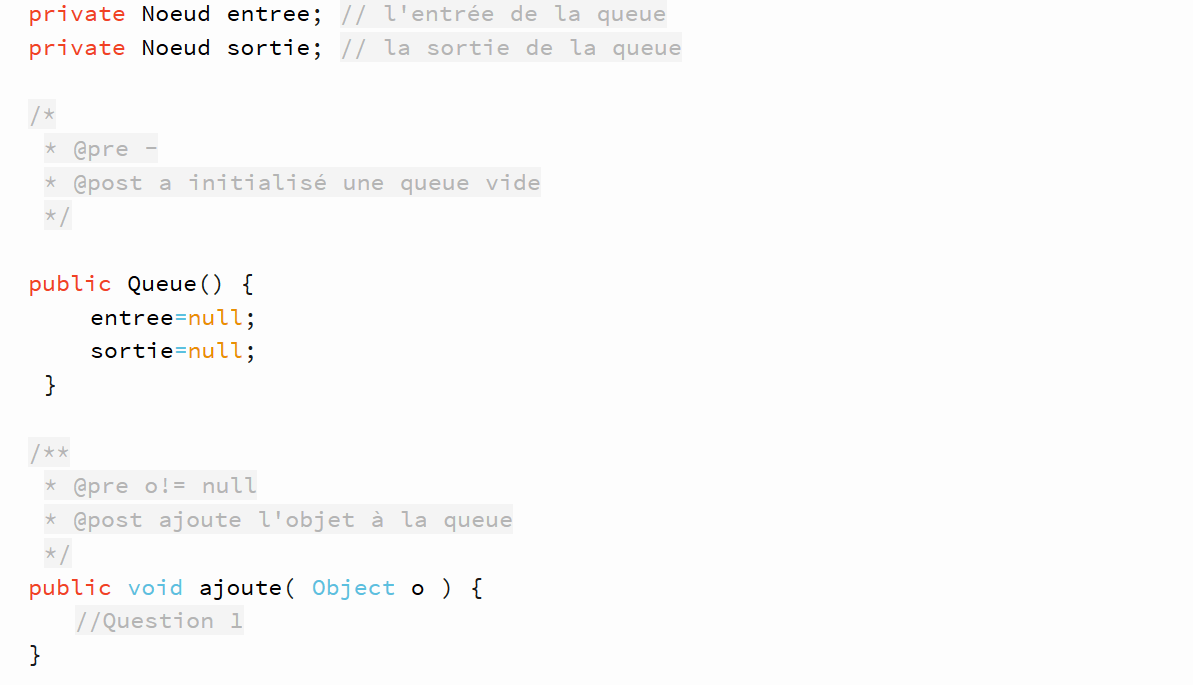 private Noeud entree; // l'entrée de la queue
private Noeud sortie; // la sortie de la queue
/*
* @pre -
* @post a initialisé une queue vide
*/
public Queue() {
entree=null;
sortie=null;
}
/**
* @pre o!= null
* @post ajoute l'objet à la queue
*/
public void ajoute( Object o ) {
//Question 1
}